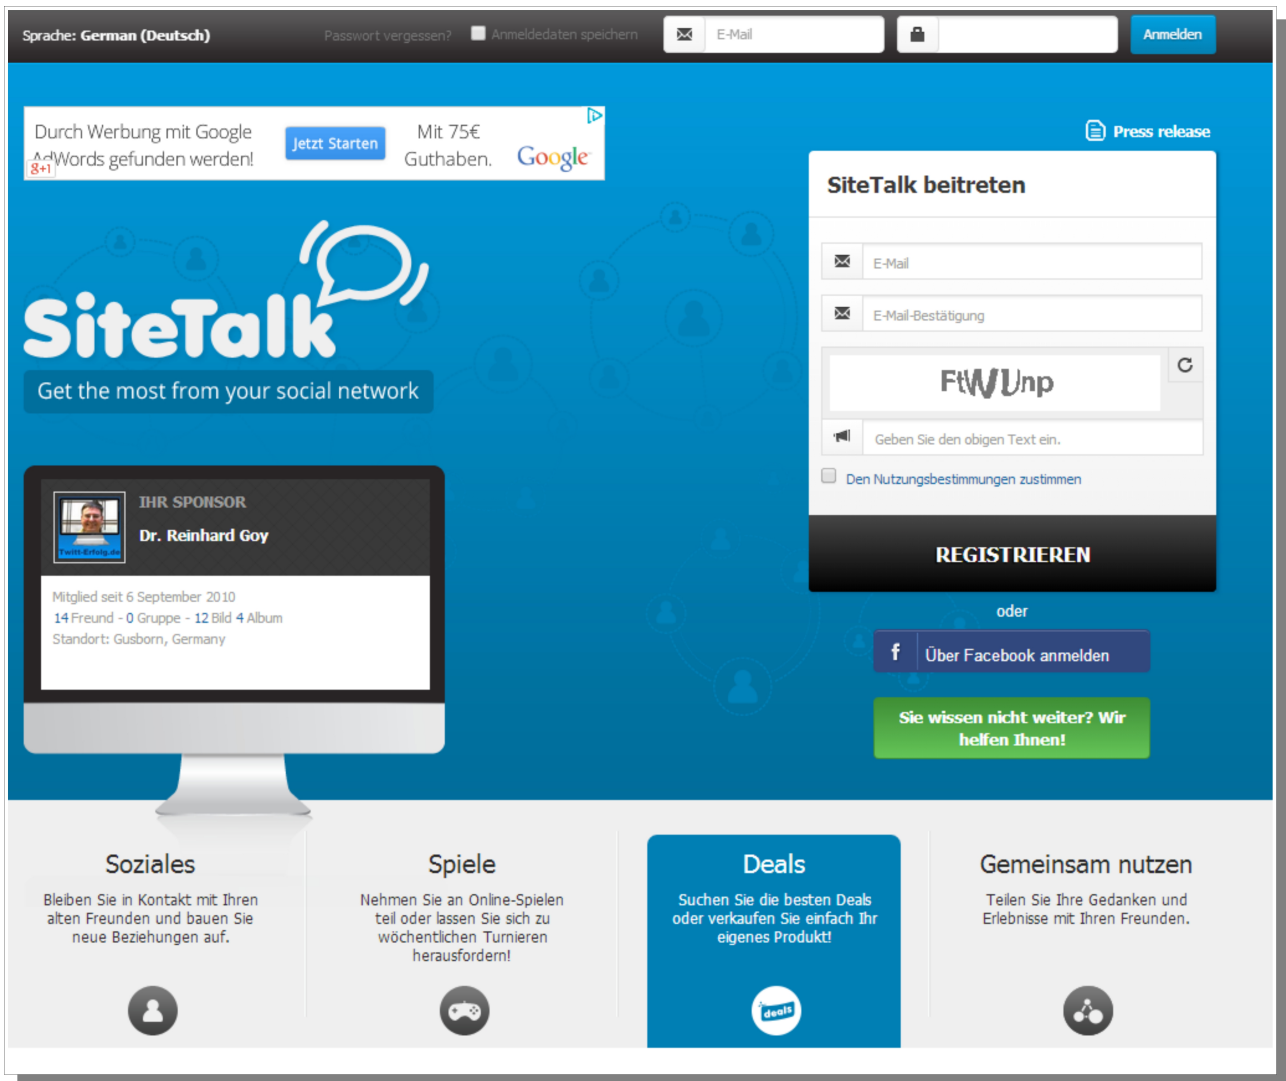 Sprache: German (Deutsch)
Passwort vergessen?
Anmeldedaten speichern
E-Mail
Anmelden
Durch Werbung mit Google
AdWords gefunden werden!
Jetzt Starten
Mit 75€
Guthaben.
Google
g+1
Press release
SiteTalk beitreten
E-Mail
E-Mail-Bestätigung
FtWUnp
Geben Sie den obigen Text ein.
Den Nutzungsbestimmungen zustimmen
REGISTRIEREN
oder
f Über Facebook anmelden
Sie wissen nicht weiter? Wir
helfen Ihnen!
SiteTalk
Get the most from your social network
IHR SPONSOR
Dr. Reinhard Goy
Twitt-Erfolg.de
Mitglied seit 6 September 2010
14 Freund - 0 Gruppe - 12 Bild 4 Album
Standort: Gusborn, Germany
Soziales
Bleiben Sie in Kontakt mit Ihren
alten Freunden und bauen Sie
neue Beziehungen auf.
Spiele
Nehmen Sie an Online-Spielen
teil oder lassen Sie sich zu
wöchentlichen Turnieren
herausfordern!
Deals
Suchen Sie die besten Deals
oder verkaufen Sie einfach Ihr
eigenes Produkt!
deals
Gemeinsam nutzen
Teilen Sie Ihre Gedanken und
Erlebnisse mit Ihren Freunden.